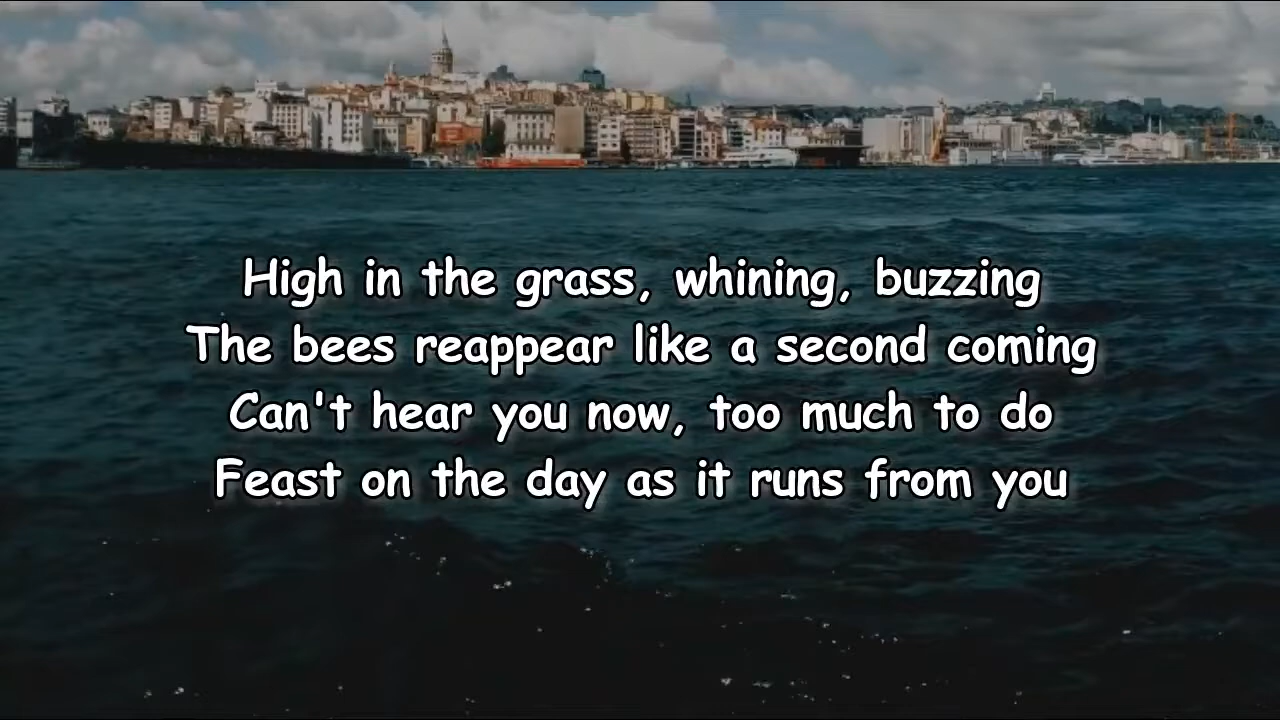 High in the grass, whining, buzzing
The bees reappear like a second coming
Can't hear you now, too much to do
Feast on the day as it runs from you